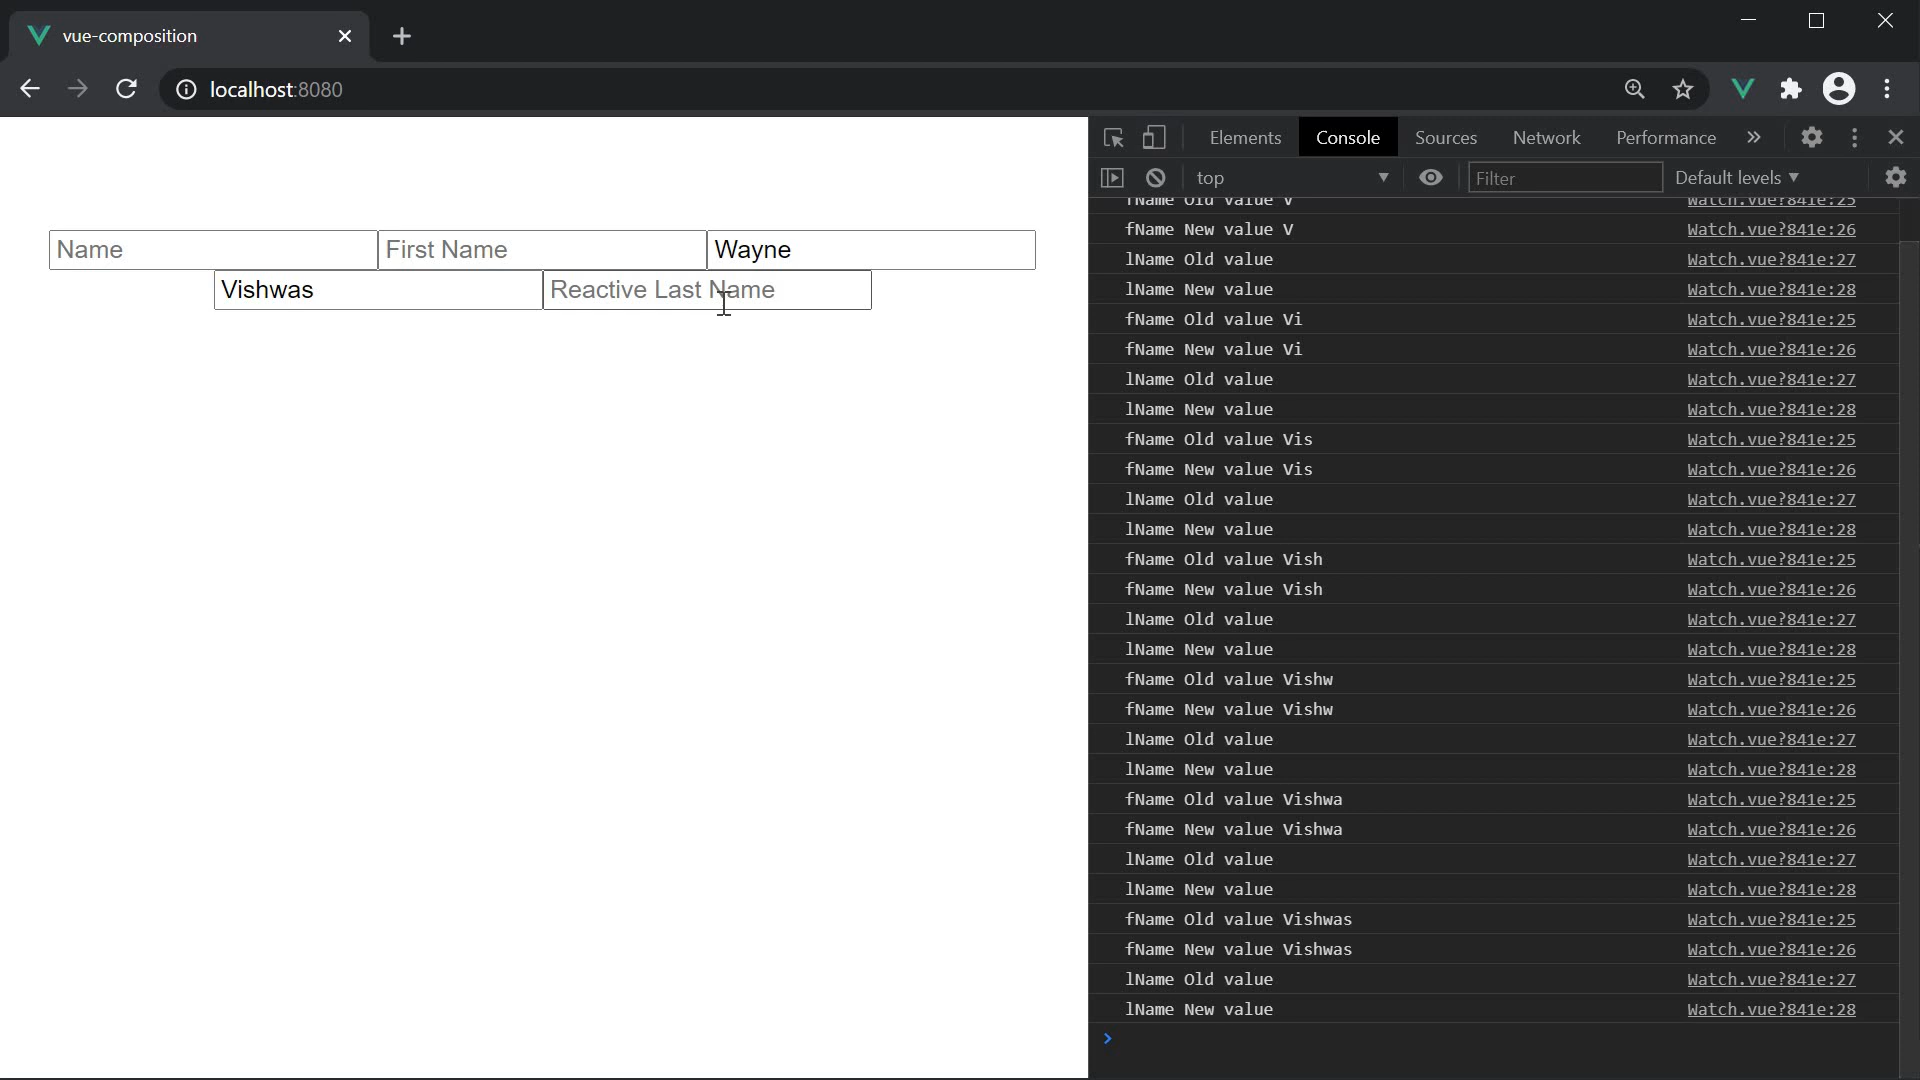 vue-composition
localhost:8080
Elements Console Sources Network Performance
top Filter Default levels
Name First Name Wayne
Vishwas Reactive Last Name
fName Old value V Watch.vue?841e:25
fName New value V Watch.vue?841e:26
lName Old value Watch.vue?841e:27
lName New value Watch.vue?841e:28
fName Old value Vi Watch.vue?841e:25
fName New value Vi Watch.vue?841e:26
lName Old value Watch.vue?841e:27
lName New value Watch.vue?841e:28
fName Old value Vis Watch.vue?841e:25
fName New value Vis Watch.vue?841e:26
lName Old value Watch.vue?841e:27
lName New value Watch.vue?841e:28
fName Old value Vish Watch.vue?841e:25
fName New value Vish Watch.vue?841e:26
lName Old value Watch.vue?841e:27
lName New value Watch.vue?841e:28
fName Old value Vishw Watch.vue?841e:25
fName New value Vishw Watch.vue?841e:26
lName Old value Watch.vue?841e:27
lName New value Watch.vue?841e:28
fName Old value Vishwa Watch.vue?841e:25
fName New value Vishwa Watch.vue?841e:26
lName Old value Watch.vue?841e:27
lName New value Watch.vue?841e:28
fName Old value Vishwas Watch.vue?841e:25
fName New value Vishwas Watch.vue?841e:26
lName Old value Watch.vue?841e:27
lName New value Watch.vue?841e:28